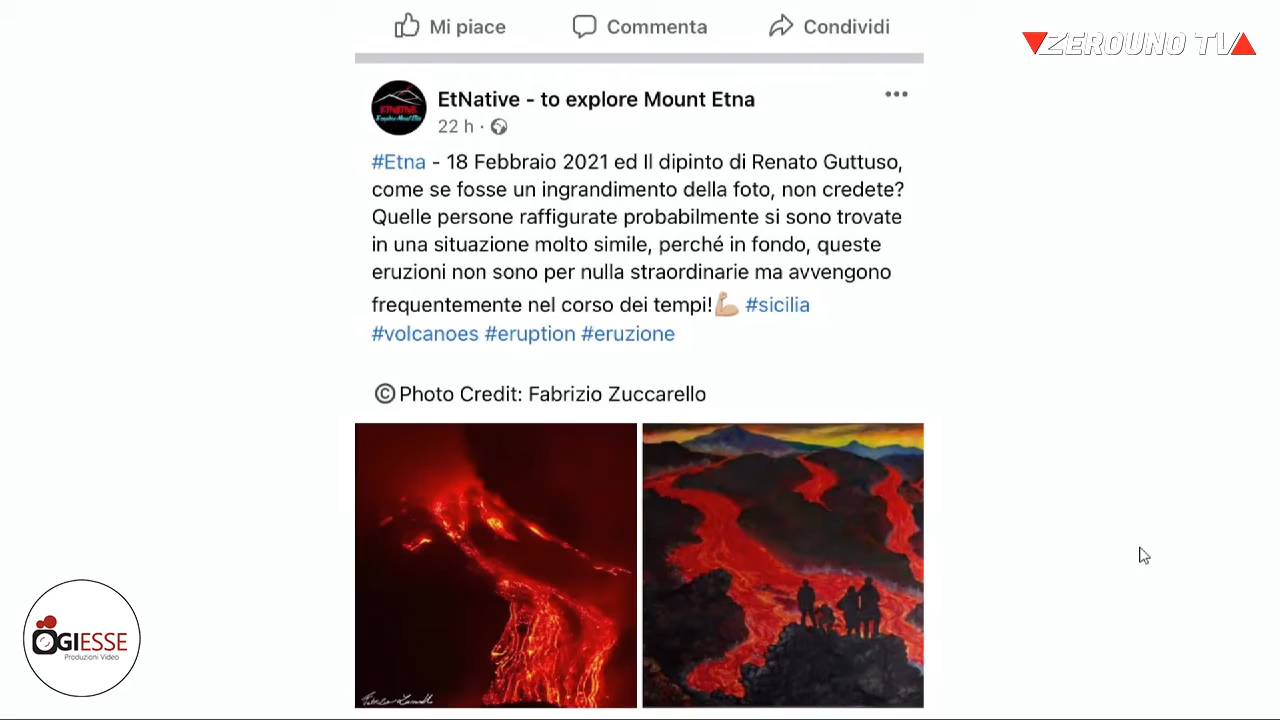 Mi piace
Commenta
Condividi
ZEROUNO TV
EtNative - to explore Mount Etna
22 h ·
#Etna - 18 Febbraio 2021 ed Il dipinto di Renato Guttuso,
come se fosse un ingrandimento della foto, non credete?
Quelle persone raffigurate probabilmente si sono trovate
in una situazione molto simile, perché in fondo, queste
eruzioni non sono per nulla straordinarie ma avvengono
frequentemente nel corso dei tempi!💪🏼 #sicilia
#volcanoes #eruption #eruzione
©Photo Credit: Fabrizio Zuccarello
OGIESSE
Produzioni Video